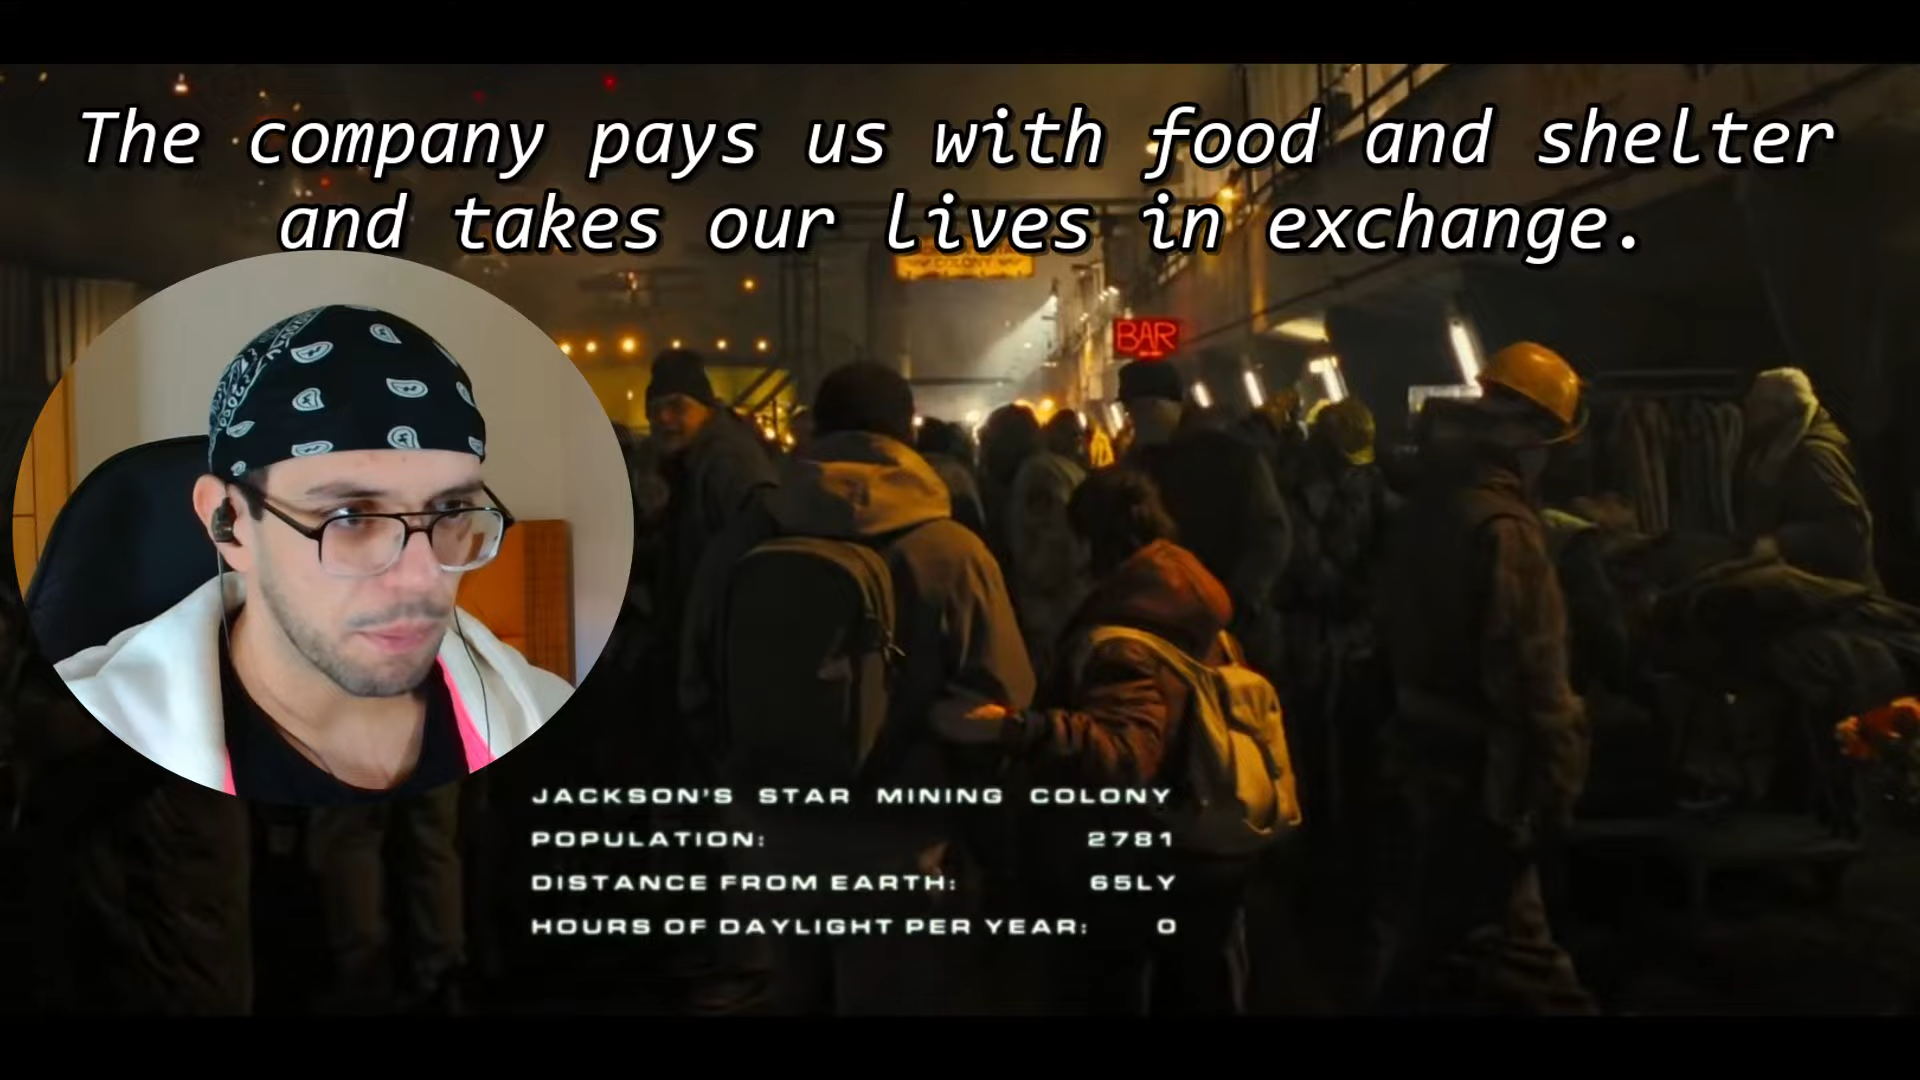 The company pays us with food and shelter
and takes our lives in exchange.
COLONY
BAR
JACKSON'S STAR MINING COLONY
POPULATION: 2781
DISTANCE FROM EARTH: 65LY
HOURS OF DAYLIGHT PER YEAR: 0